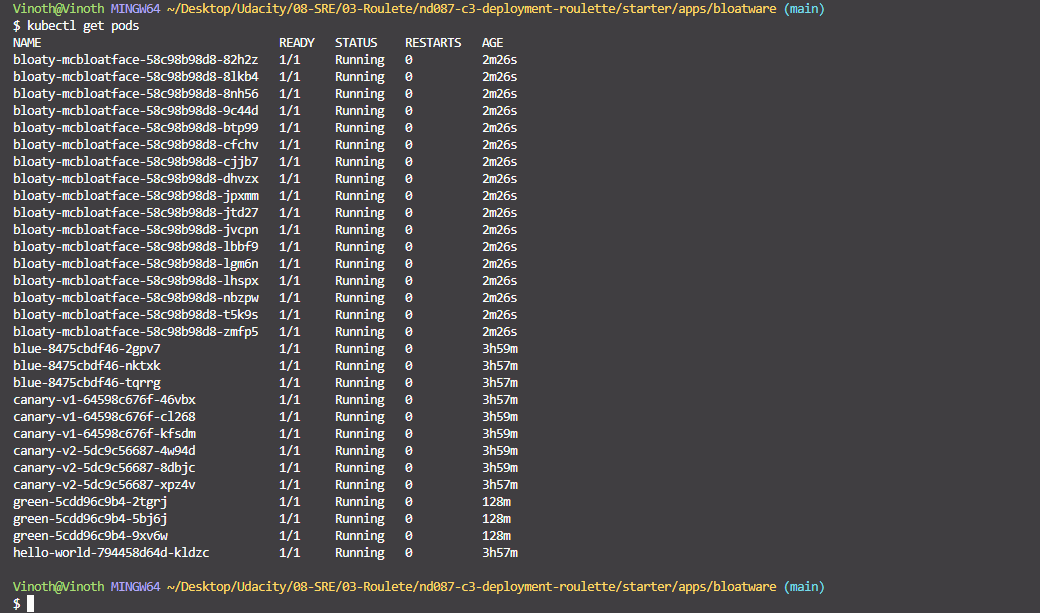 Vinoth@Vinoth MINGW64 ~/Desktop/Udacity/08-SRE/03-Roulete/nd087-c3-deployment-roulette/starter/apps/bloatware (main)
$ kubectl get pods
NAME READY STATUS RESTARTS AGE
bloaty-mcbloatface-58c98b98d8-82h2z 1/1 Running 0 2m26s
bloaty-mcbloatface-58c98b98d8-8lkb4 1/1 Running 0 2m26s
bloaty-mcbloatface-58c98b98d8-8nh56 1/1 Running 0 2m26s
bloaty-mcbloatface-58c98b98d8-9c44d 1/1 Running 0 2m26s
bloaty-mcbloatface-58c98b98d8-btp99 1/1 Running 0 2m26s
bloaty-mcbloatface-58c98b98d8-cfchv 1/1 Running 0 2m26s
bloaty-mcbloatface-58c98b98d8-cjjb7 1/1 Running 0 2m26s
bloaty-mcbloatface-58c98b98d8-dhvzx 1/1 Running 0 2m26s
bloaty-mcbloatface-58c98b98d8-jpxmm 1/1 Running 0 2m26s
bloaty-mcbloatface-58c98b98d8-jtd27 1/1 Running 0 2m26s
bloaty-mcbloatface-58c98b98d8-jvcpn 1/1 Running 0 2m26s
bloaty-mcbloatface-58c98b98d8-lbbf9 1/1 Running 0 2m26s
bloaty-mcbloatface-58c98b98d8-lgm6n 1/1 Running 0 2m26s
bloaty-mcbloatface-58c98b98d8-lhspx 1/1 Running 0 2m26s
bloaty-mcbloatface-58c98b98d8-nbzpw 1/1 Running 0 2m26s
bloaty-mcbloatface-58c98b98d8-t5k9s 1/1 Running 0 2m26s
bloaty-mcbloatface-58c98b98d8-zmfp5 1/1 Running 0 2m26s
blue-8475cbdf46-2gpv7 1/1 Running 0 3h59m
blue-8475cbdf46-nktxk 1/1 Running 0 3h57m
blue-8475cbdf46-tqrrg 1/1 Running 0 3h57m
canary-v1-64598c676f-46vbx 1/1 Running 0 3h57m
canary-v1-64598c676f-cl268 1/1 Running 0 3h59m
canary-v1-64598c676f-kfsdm 1/1 Running 0 3h59m
canary-v2-5dc9c56687-4w94d 1/1 Running 0 3h59m
canary-v2-5dc9c56687-8dbjc 1/1 Running 0 3h59m
canary-v2-5dc9c56687-xpz4v 1/1 Running 0 3h57m
green-5cdd96c9b4-2tgrj 1/1 Running 0 128m
green-5cdd96c9b4-5bj6j 1/1 Running 0 128m
green-5cdd96c9b4-9xv6w 1/1 Running 0 128m
hello-world-794458d64d-kldzc 1/1 Running 0 3h57m
Vinoth@Vinoth MINGW64 ~/Desktop/Udacity/08-SRE/03-Roulete/nd087-c3-deployment-roulette/starter/apps/bloatware (main)
$